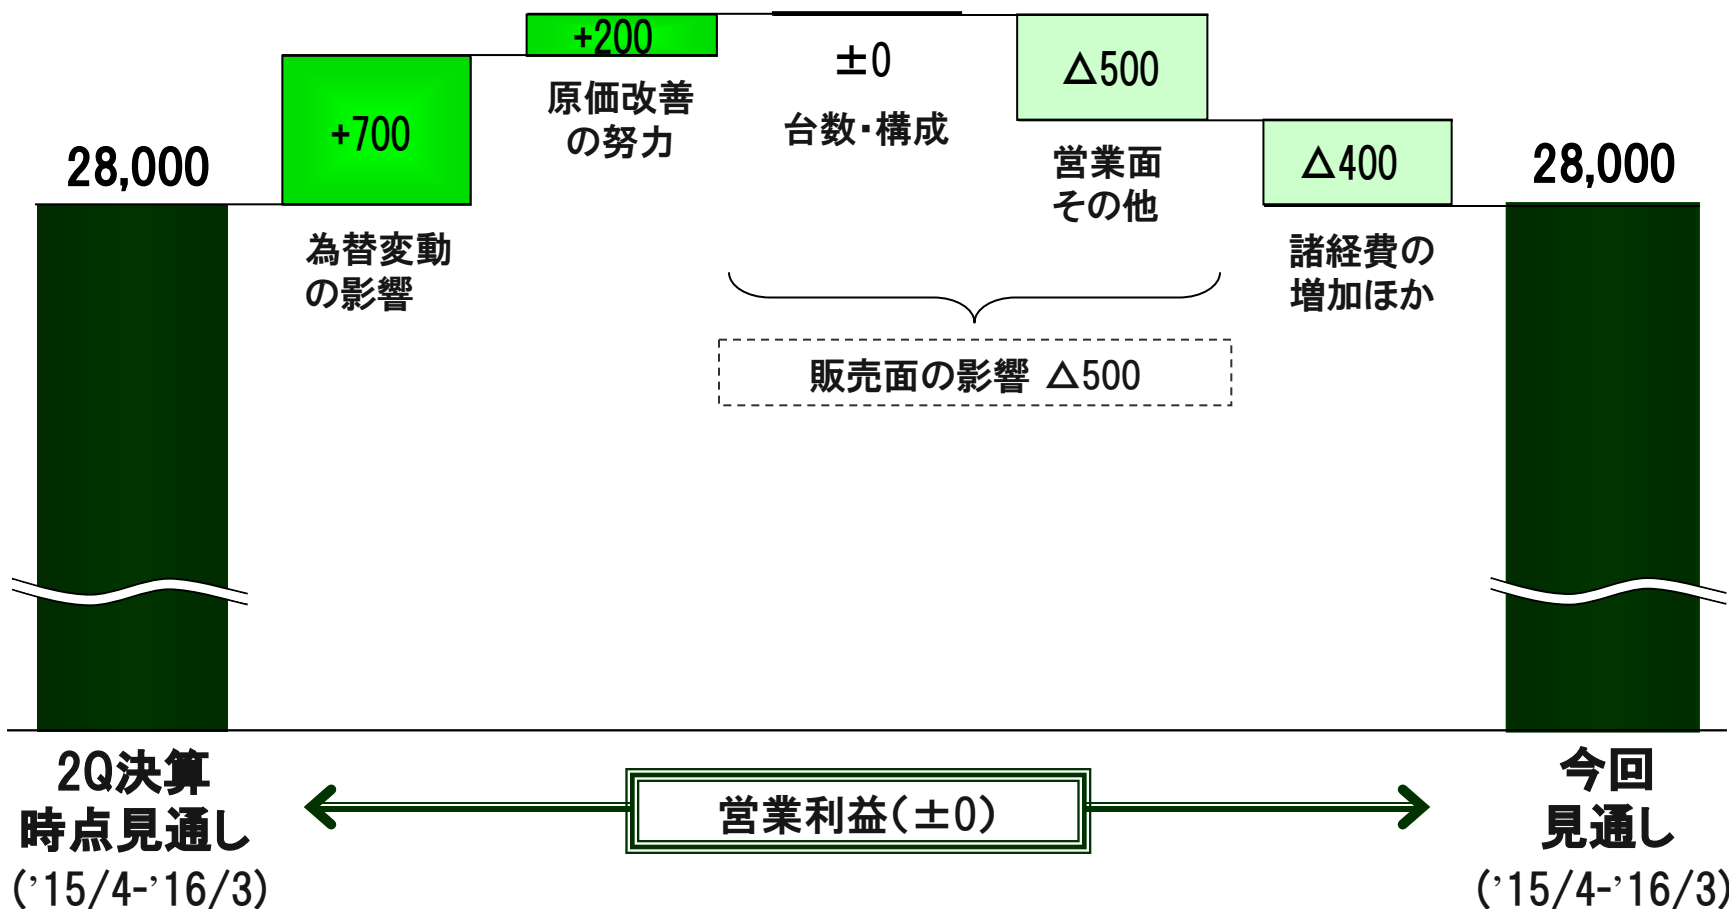 28,000
+700
為替変動
の影響
+200
原価改善
の努力
±0
台数・構成
△500
営業面
その他
△400
諸経費の
増加ほか
28,000
販売面の影響 △500
2Q決算
時点見通し
(’15/4-’16/3)
営業利益(±0)
今回
見通し
(’15/4-’16/3)